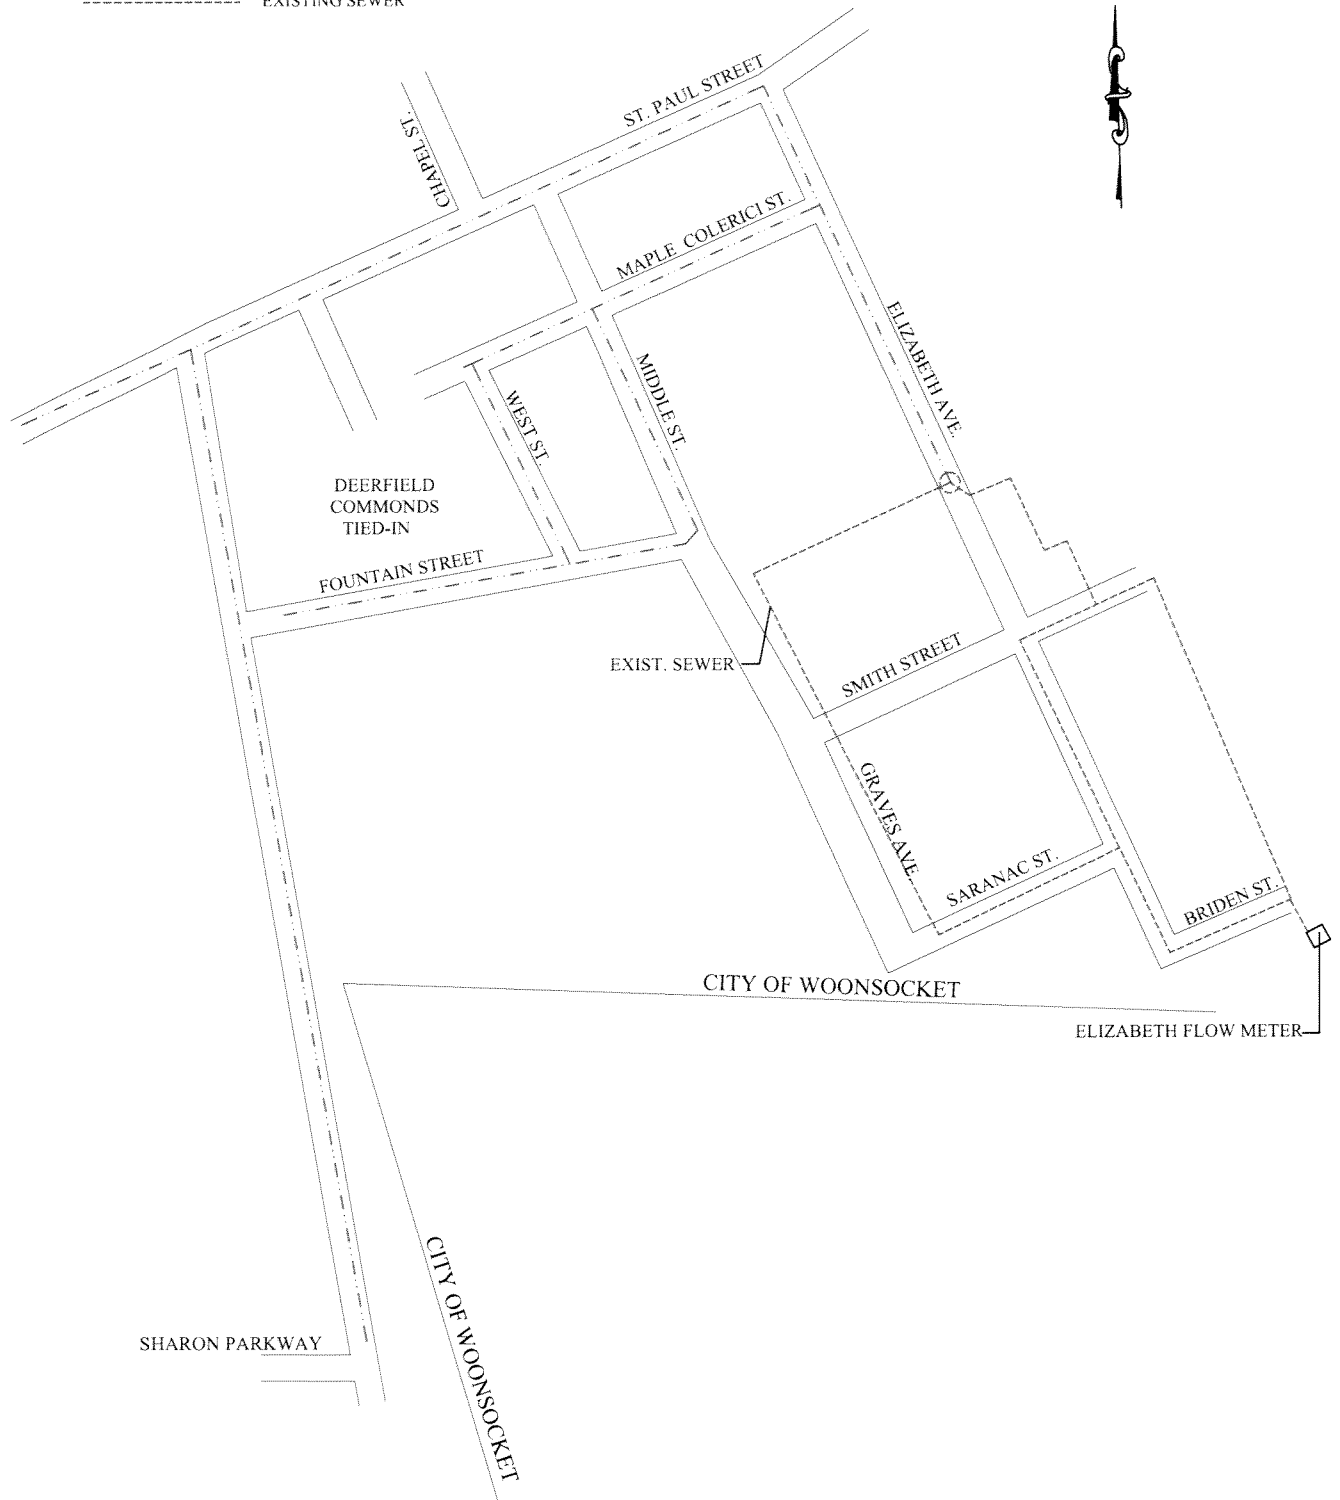 EXISTING SEWER
ST. PAUL STREET
CHAPEL ST.
MAPLE COLERICI ST.
ELIZABETH AVE.
MIDDLE ST.
WEST ST.
DEERFIELD
COMMONDS
TIED-IN
FOUNTAIN STREET
EXIST. SEWER
SMITH STREET
GRAVES AVE.
SARANAC ST.
BRIDEN ST.
CITY OF WOONSOCKET
ELIZABETH FLOW METER
CITY OF WOONSOCKET
SHARON PARKWAY